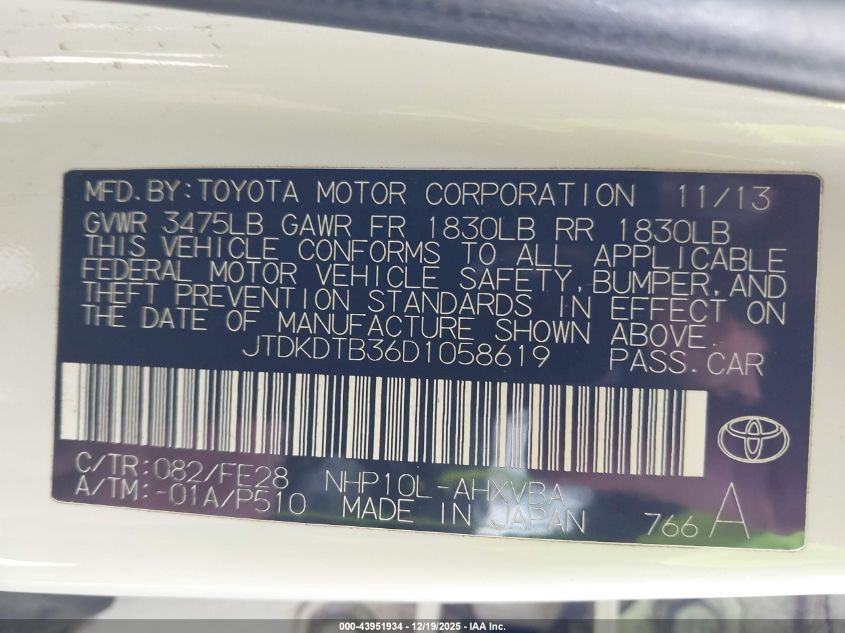 MFD.BY:TOYOTA MOTOR CORPORATION 11/13
GVWR 3475LB GAWR FR 1830LB RR 1830LB
THIS VEHICLE CONFORMS TO ALL APPLICABLE
FEDERAL MOTOR VEHICLE SAFETY, BUMPER, AND
THEFT PREVENTION STANDARDS IN EFFECT ON
THE DATE OF MANUFACTURE SHOWN ABOVE.
JTDKDTB36D1058619 PASS.CAR
C/TR:082/FE28 NHP10L-AHXVBA
A/TM:-01A/P510 MADE IN JAPAN 766 A
000-43951934 - 12/19/2025 - IAA Inc.